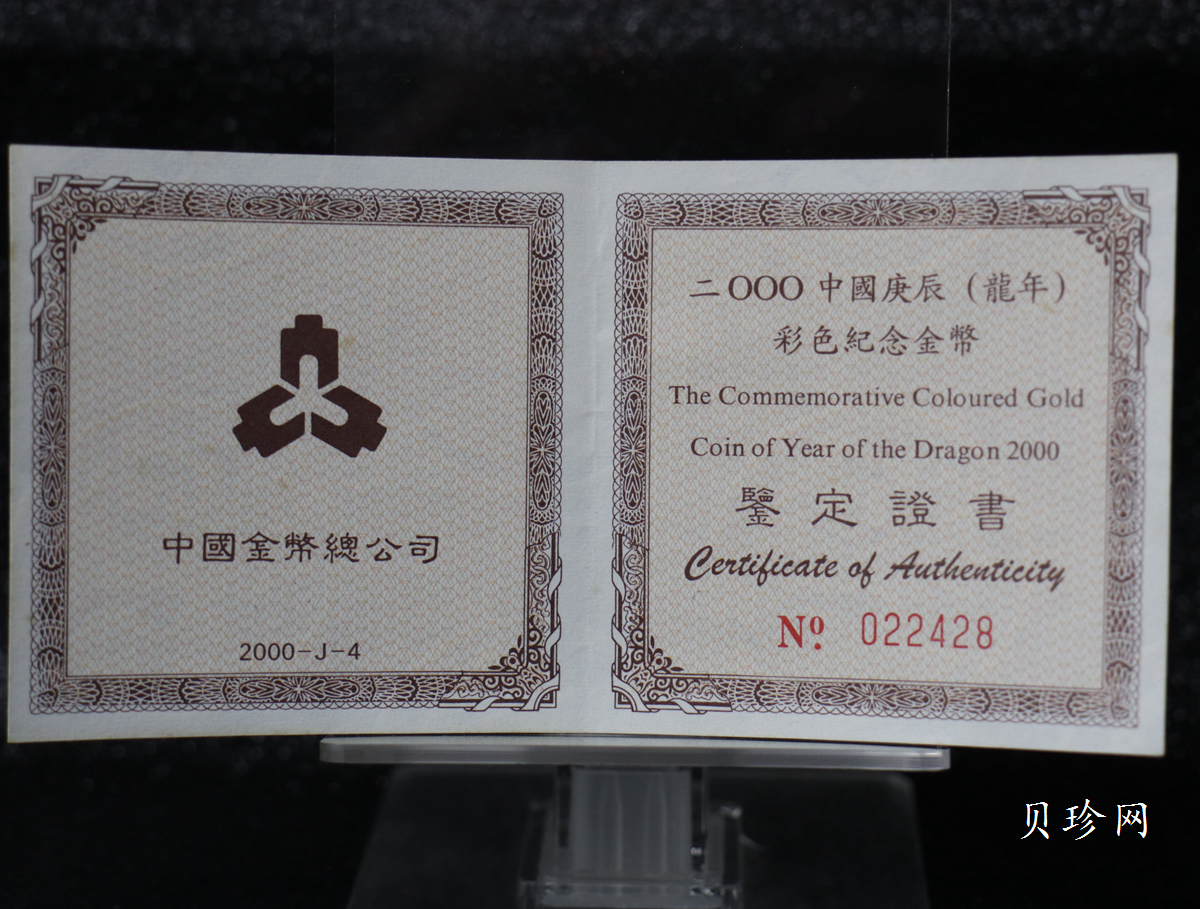 中國金幣總公司
2000-J-4
二OOO 中國庚辰（龍年）
彩色紀念金幣
The Commemorative Coloured Gold
Coin of Year of the Dragon 2000
鑒定證書
Certificate of Authenticity
Nº. 022428
贝珍网